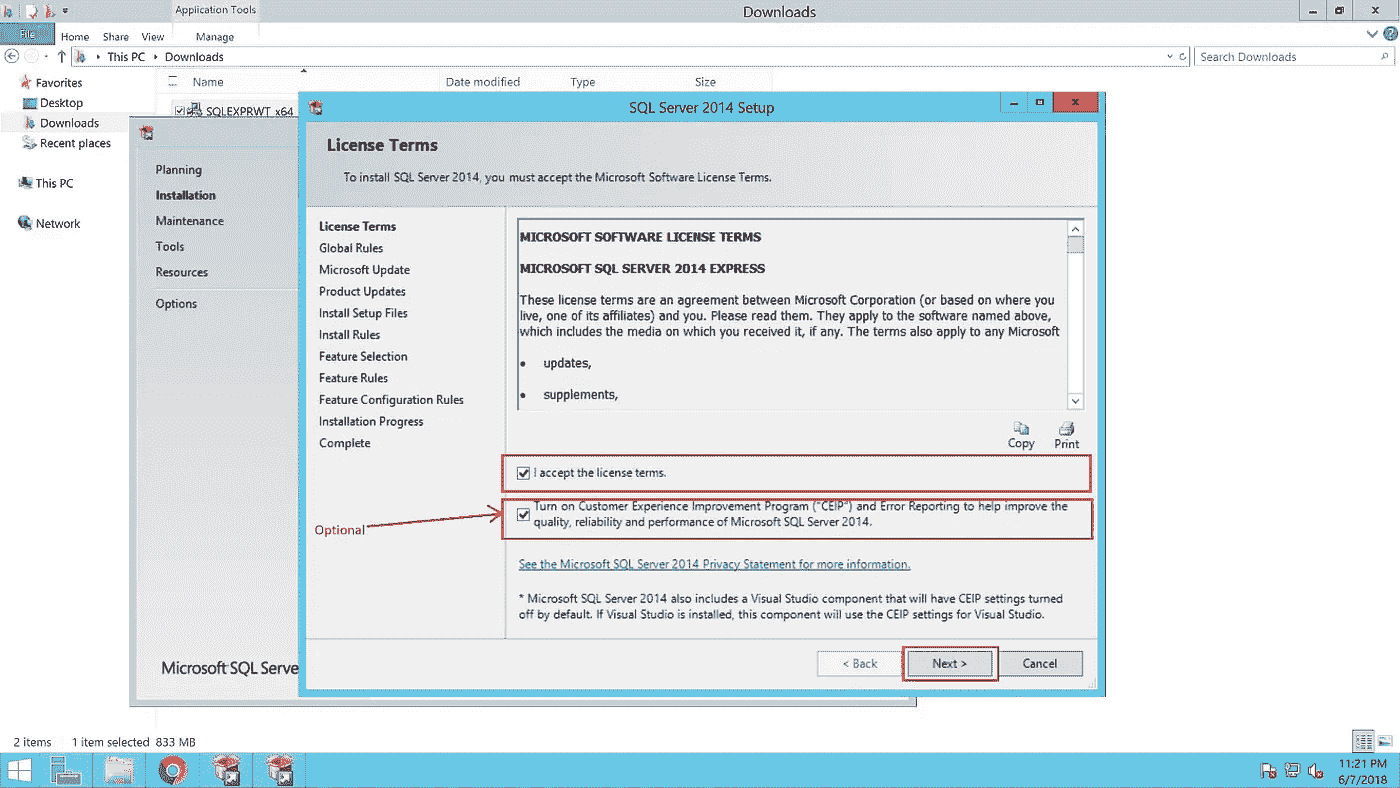 Application Tools
Downloads
File
Home
Share
View
Manage
This PC
Downloads
Search Downloads
Favorites
Desktop
Downloads
Recent places
This PC
Network
Name
Date modified
Type
Size
SQLEXPRWT_x64
Planning
Installation
Maintenance
Tools
Resources
Options
Microsoft SQL Serve
SQL Server 2014 Setup
License Terms
To install SQL Server 2014, you must accept the Microsoft Software License Terms.
License Terms
Global Rules
Microsoft Update
Product Updates
Install Setup Files
Install Rules
Feature Selection
Feature Rules
Feature Configuration Rules
Installation Progress
Complete
MICROSOFT SOFTWARE LICENSE TERMS
MICROSOFT SQL SERVER 2014 EXPRESS
These license terms are an agreement between Microsoft Corporation (or based on where you
live, one of its affiliates) and you. Please read them. They apply to the software named above,
which includes the media on which you received it, if any. The terms also apply to any Microsoft
• updates,
• supplements,
Copy
Print
I accept the license terms.
Optional
Turn on Customer Experience Improvement Program ("CEIP") and Error Reporting to help improve the
quality, reliability and performance of Microsoft SQL Server 2014.
See the Microsoft SQL Server 2014 Privacy Statement for more information.
* Microsoft SQL Server 2014 also includes a Visual Studio component that will have CEIP settings turned
off by default. If Visual Studio is installed, this component will use the CEIP settings for Visual Studio.
< Back
Next >
Cancel
2 items
1 item selected 833 MB
11:21 PM
6/7/2018